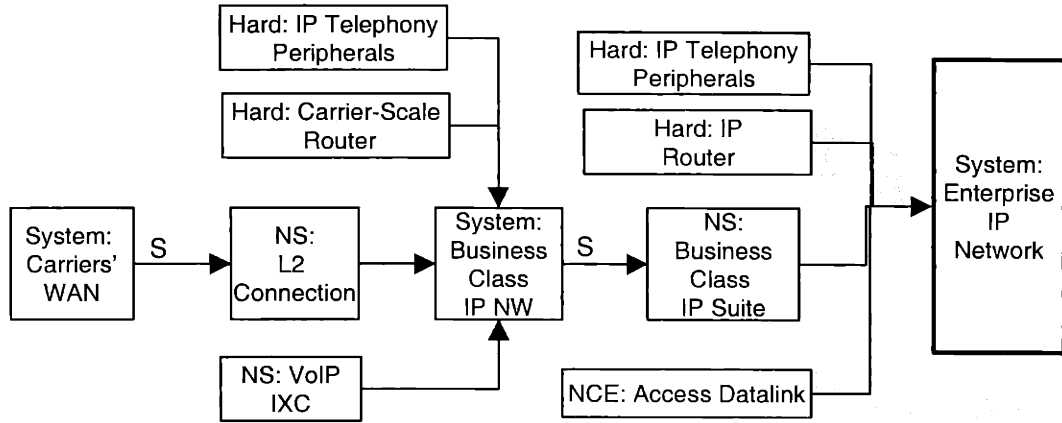 Hard: IP Telephony
Peripherals
Hard: Carrier-Scale
Router
Hard: IP Telephony
Peripherals
Hard: IP
Router
System:
Carriers'
WAN
S
NS:
L2
Connection
System:
Business
Class
IP NW
S
NS:
Business
Class
IP Suite
System:
Enterprise
IP
Network
NS: VoIP
IXC
NCE: Access Datalink